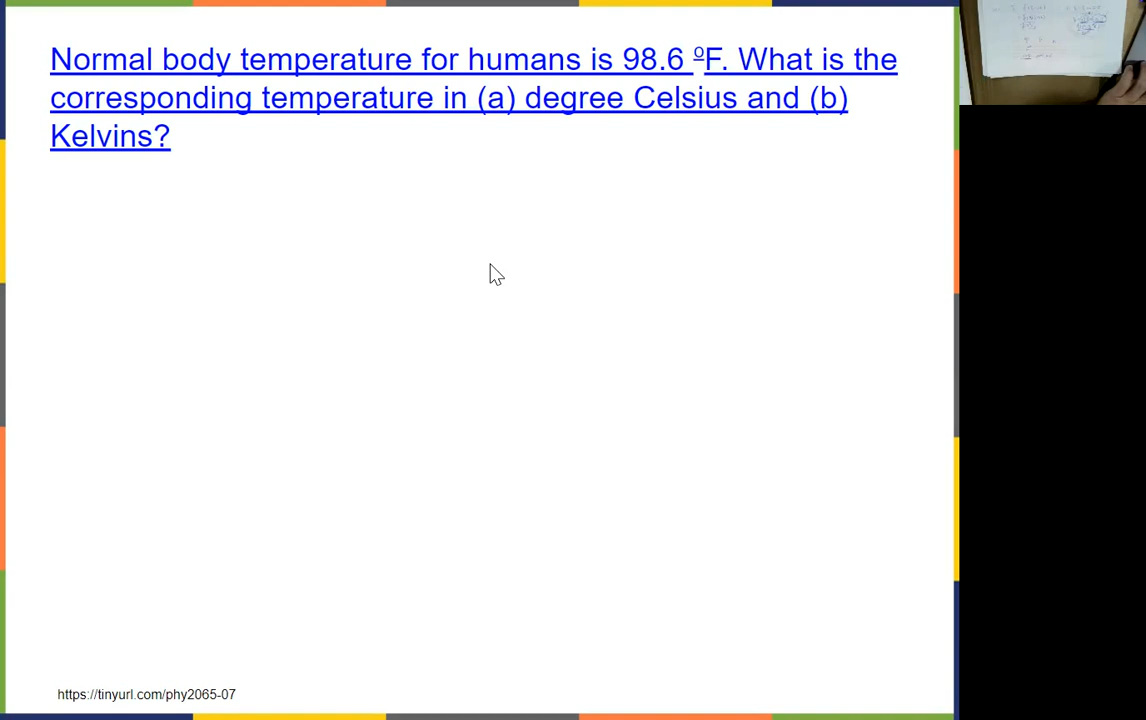 Normal body temperature for humans is 98.6 ºF. What is the
corresponding temperature in (a) degree Celsius and (b)
Kelvins?
https://tinyurl.com/phy2065-07